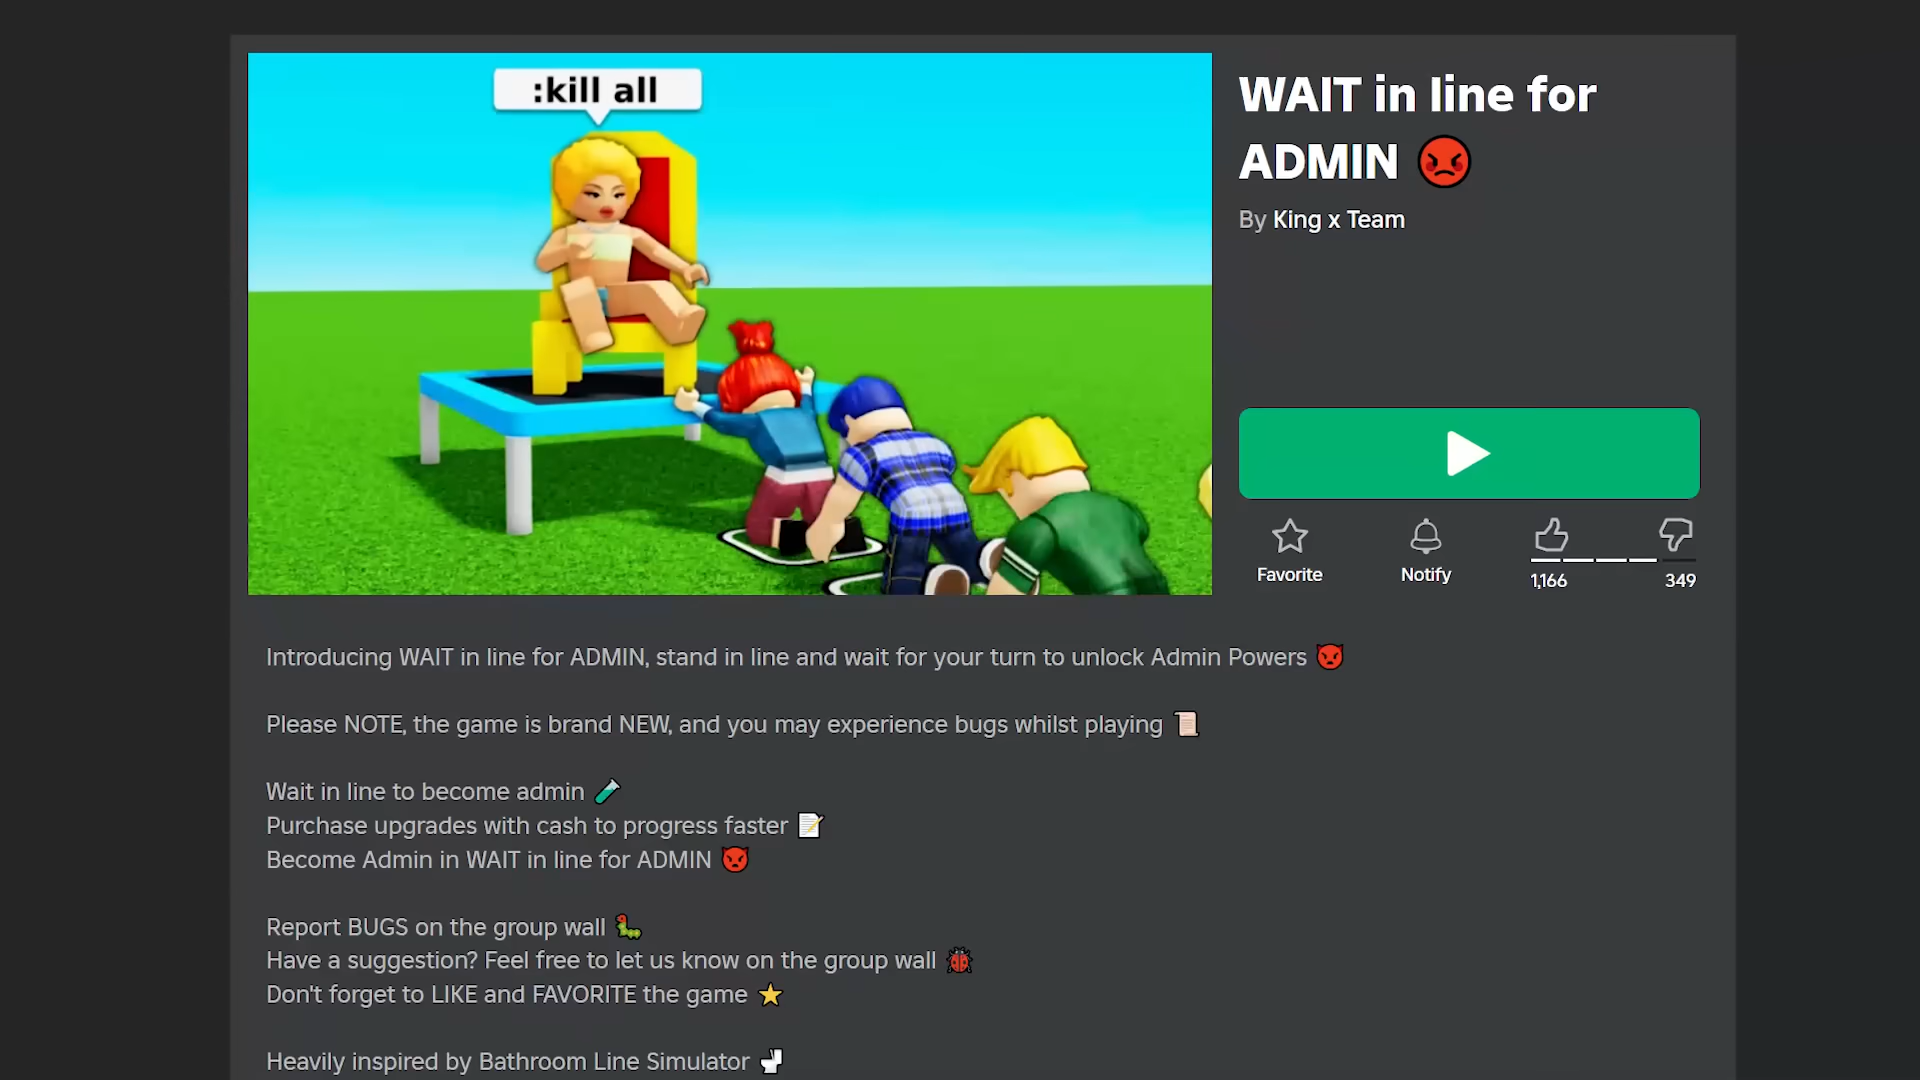 :kill all
WAIT in line for
ADMIN 😡
By King x Team
Favorite
Notify
1,166
349
Introducing WAIT in line for ADMIN, stand in line and wait for your turn to unlock Admin Powers 👿
Please NOTE, the game is brand NEW, and you may experience bugs whilst playing 📜
Wait in line to become admin 🧪
Purchase upgrades with cash to progress faster 📝
Become Admin in WAIT in line for ADMIN 👿
Report BUGS on the group wall 🐛
Have a suggestion? Feel free to let us know on the group wall 🐞
Don't forget to LIKE and FAVORITE the game ⭐
Heavily inspired by Bathroom Line Simulator 🚽